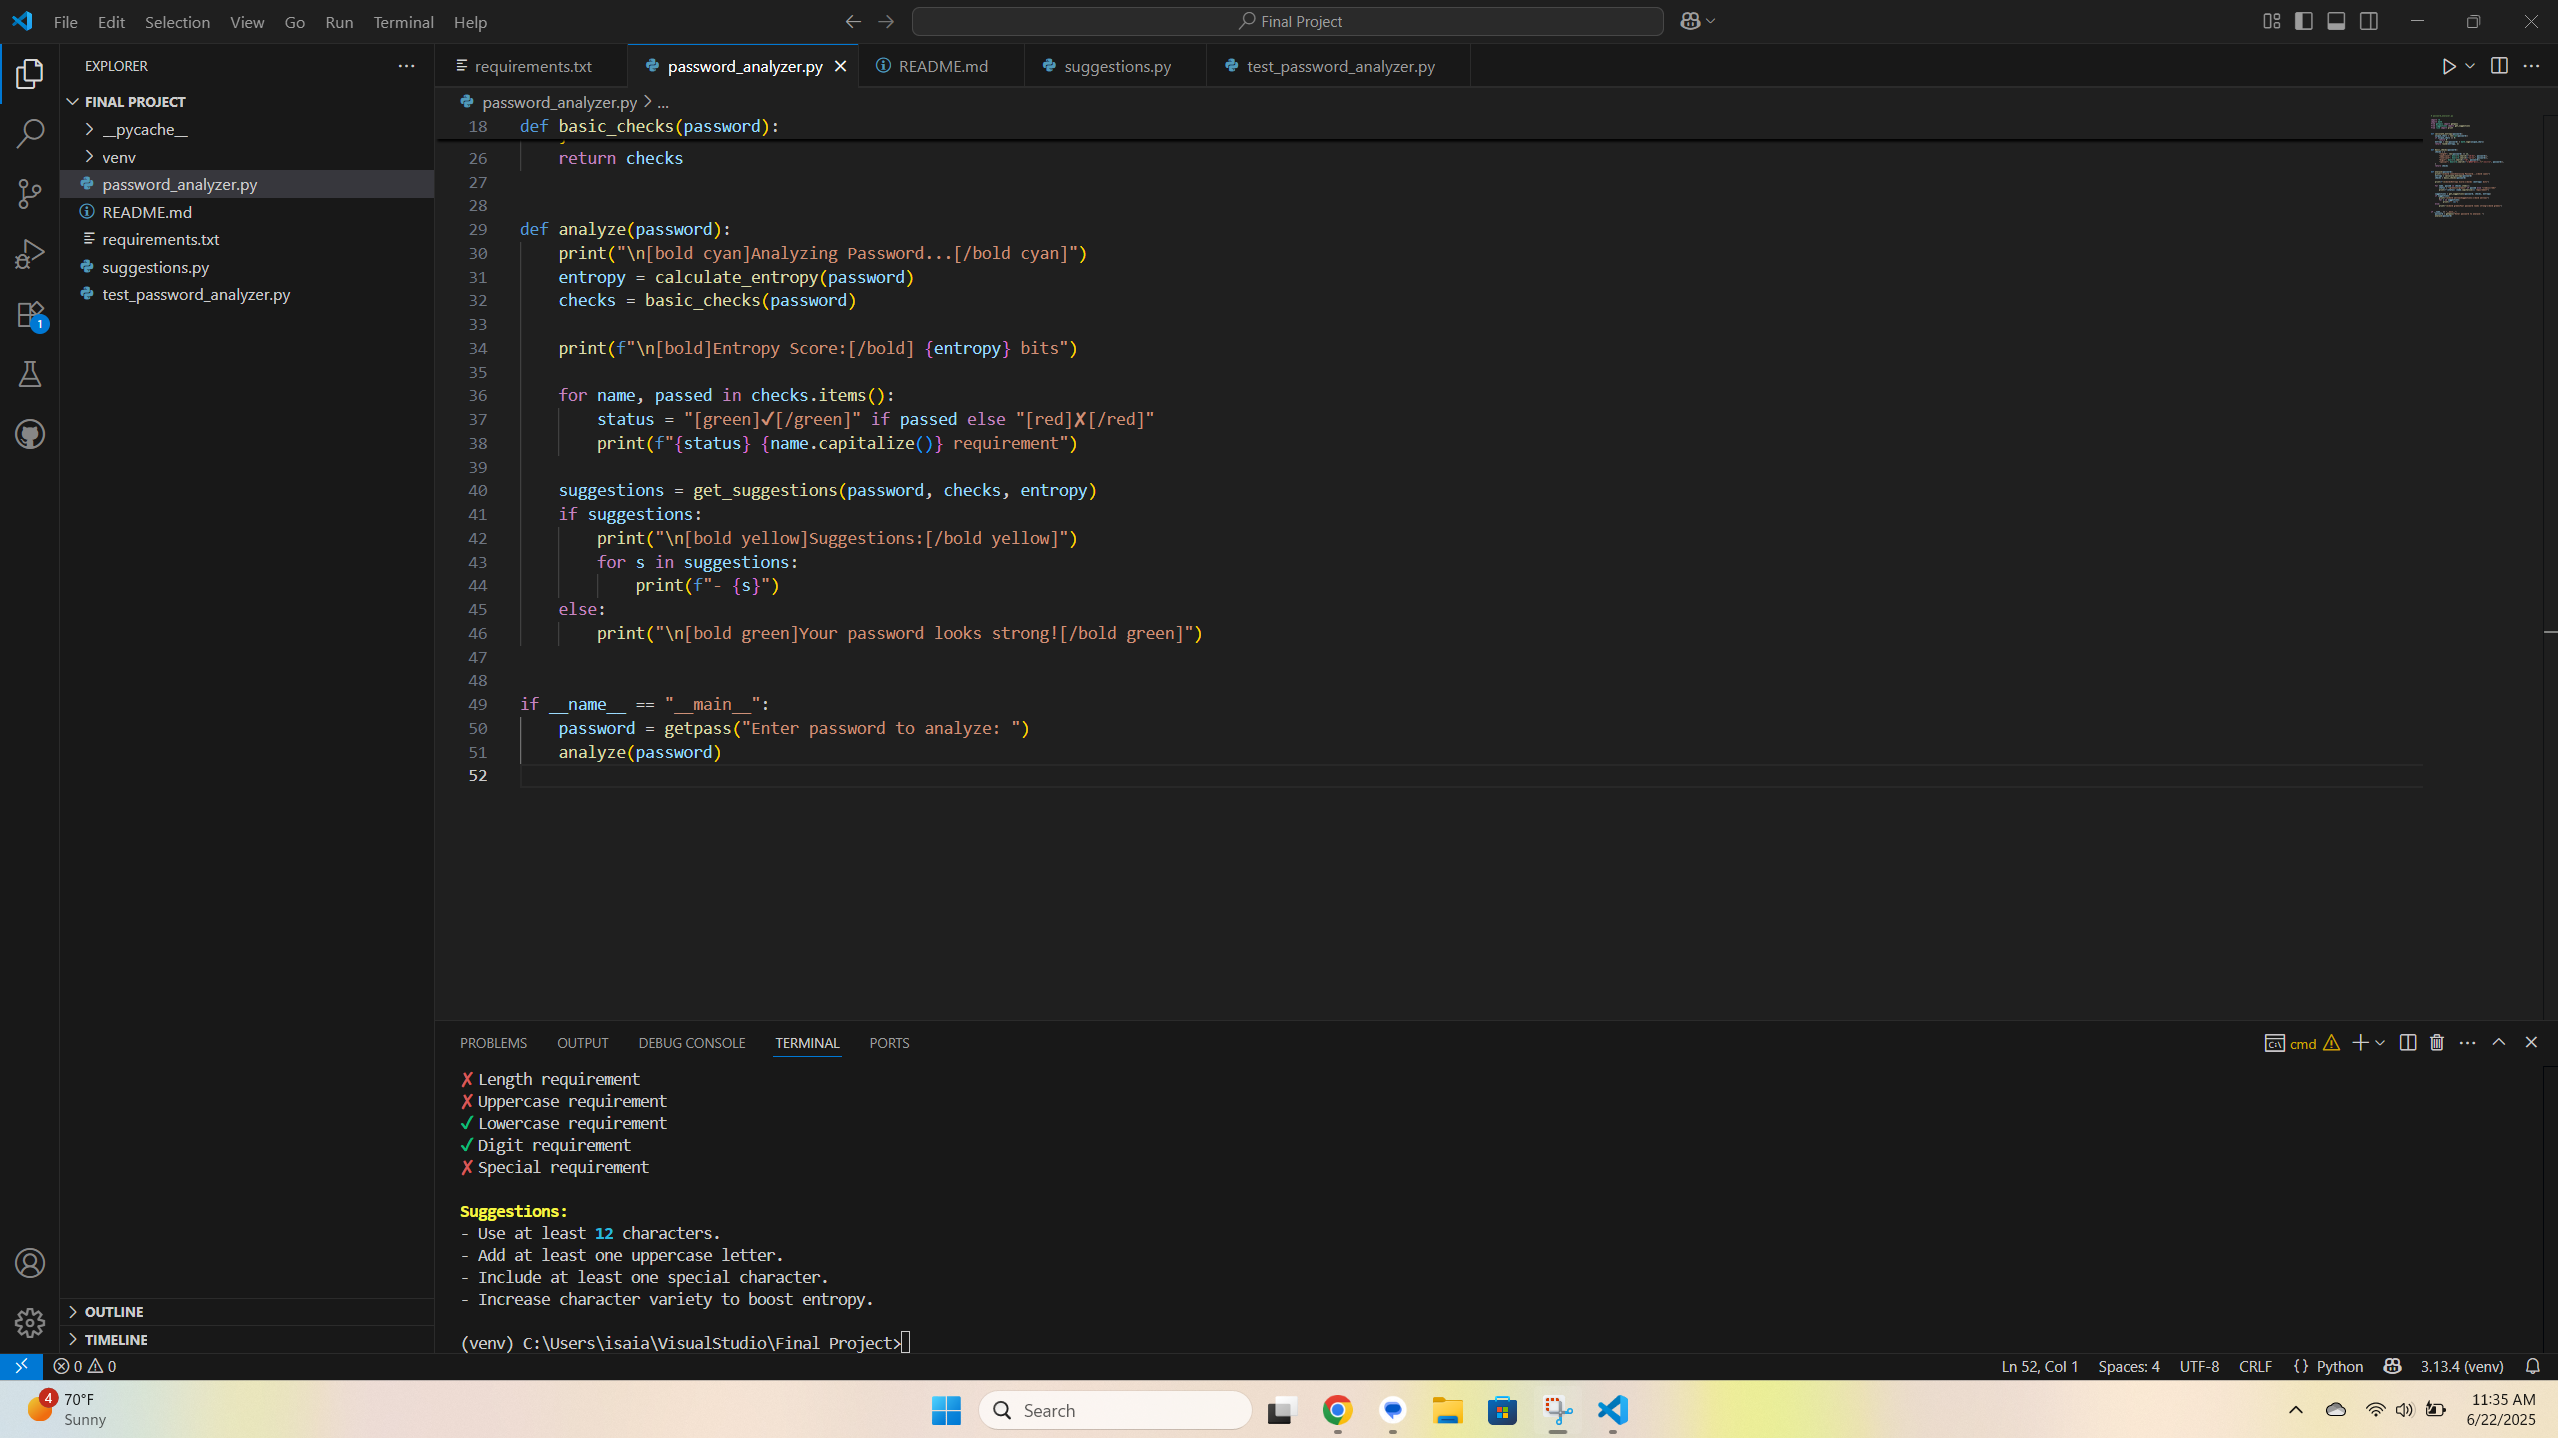 File Edit Selection View Go Run Terminal Help
Final Project
EXPLORER
FINAL PROJECT
__pycache__
venv
password_analyzer.py
README.md
requirements.txt
suggestions.py
test_password_analyzer.py
OUTLINE
TIMELINE
1
requirements.txt password_analyzer.py README.md suggestions.py test_password_analyzer.py
password_analyzer.py > ...
18 def basic_checks(password):
26     return checks
27
28
29 def analyze(password):
30     print("\n[bold cyan]Analyzing Password...[/bold cyan]")
31     entropy = calculate_entropy(password)
32     checks = basic_checks(password)
33
34     print(f"\n[bold]Entropy Score:[/bold] {entropy} bits")
35
36     for name, passed in checks.items():
37         status = "[green]✔[/green]" if passed else "[red]✘[/red]"
38         print(f"{status} {name.capitalize()} requirement")
39
40     suggestions = get_suggestions(password, checks, entropy)
41     if suggestions:
42         print("\n[bold yellow]Suggestions:[/bold yellow]")
43         for s in suggestions:
44             print(f"- {s}")
45     else:
46         print("\n[bold green]Your password looks strong![/bold green]")
47
48
49 if __name__ == "__main__":
50     password = getpass("Enter password to analyze: ")
51     analyze(password)
52
PROBLEMS OUTPUT DEBUG CONSOLE TERMINAL PORTS
cmd
✘ Length requirement
✘ Uppercase requirement
✔ Lowercase requirement
✔ Digit requirement
✘ Special requirement
Suggestions:
- Use at least 12 characters.
- Add at least one uppercase letter.
- Include at least one special character.
- Increase character variety to boost entropy.
(venv) C:\Users\isaia\VisualStudio\Final Project>
0 0
Ln 52, Col 1 Spaces: 4 UTF-8 CRLF {} Python 3.13.4 (venv)
4
70°F
Sunny
Search
11:35 AM
6/22/2025